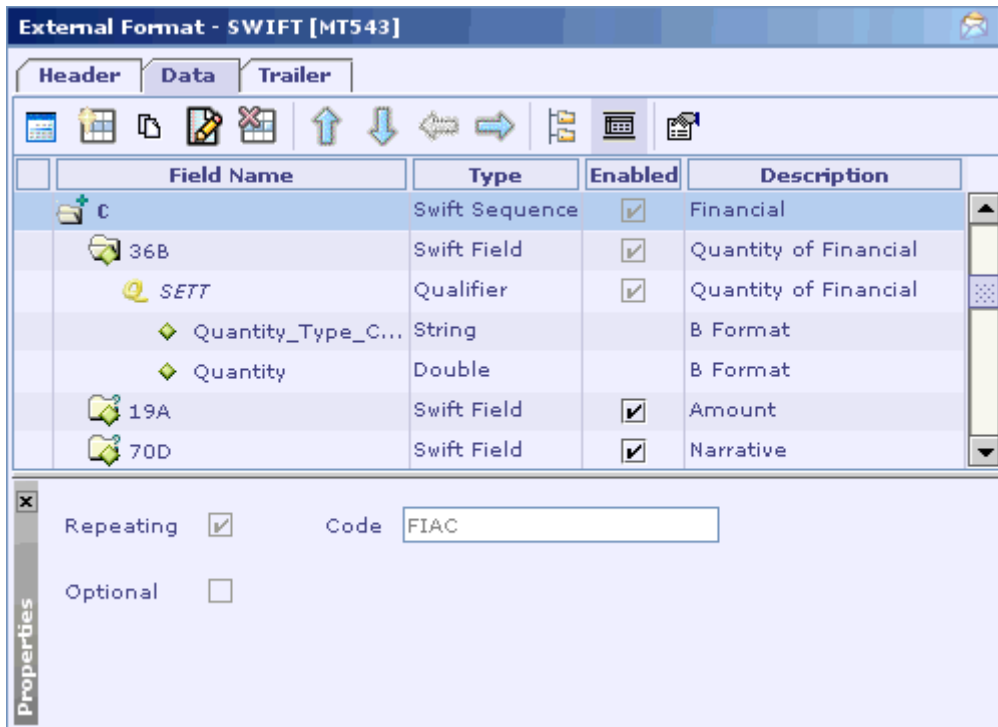 External Format - SWIFT [MT543]
Header Data Trailer
Field Name Type Enabled Description
C Swift Sequence Financial
36B Swift Field Quantity of Financial
SETT Qualifier Quantity of Financial
Quantity_Type_C... String B Format
Quantity Double B Format
19A Swift Field Amount
70D Swift Field Narrative
Repeating Code FIAC
Optional
Properties